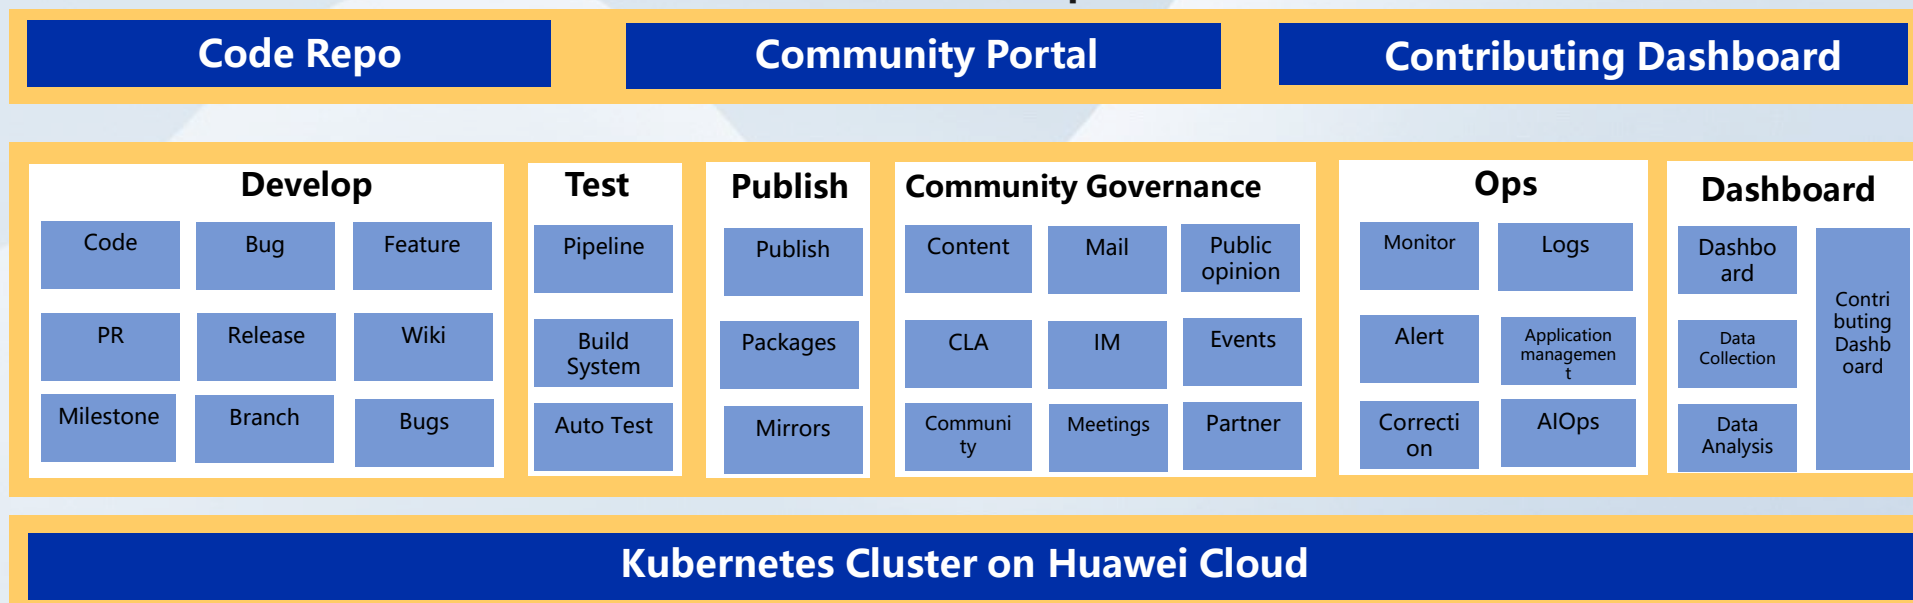 Code Repo
Community Portal
Contributing Dashboard
Develop
Code
Bug
Feature
PR
Release
Wiki
Milestone
Branch
Bugs
Test
Pipeline
Build
System
Auto Test
Publish
Publish
Packages
Mirrors
Community Governance
Content
Mail
Public
opinion
CLA
IM
Events
Communi
ty
Meetings
Partner
Ops
Monitor
Logs
Alert
Application
managemen
t
Correcti
on
AIOps
Dashboard
Dashbo
ard
Data
Collection
Data
Analysis
Contri
buting
Dashb
oard
Kubernetes Cluster on Huawei Cloud